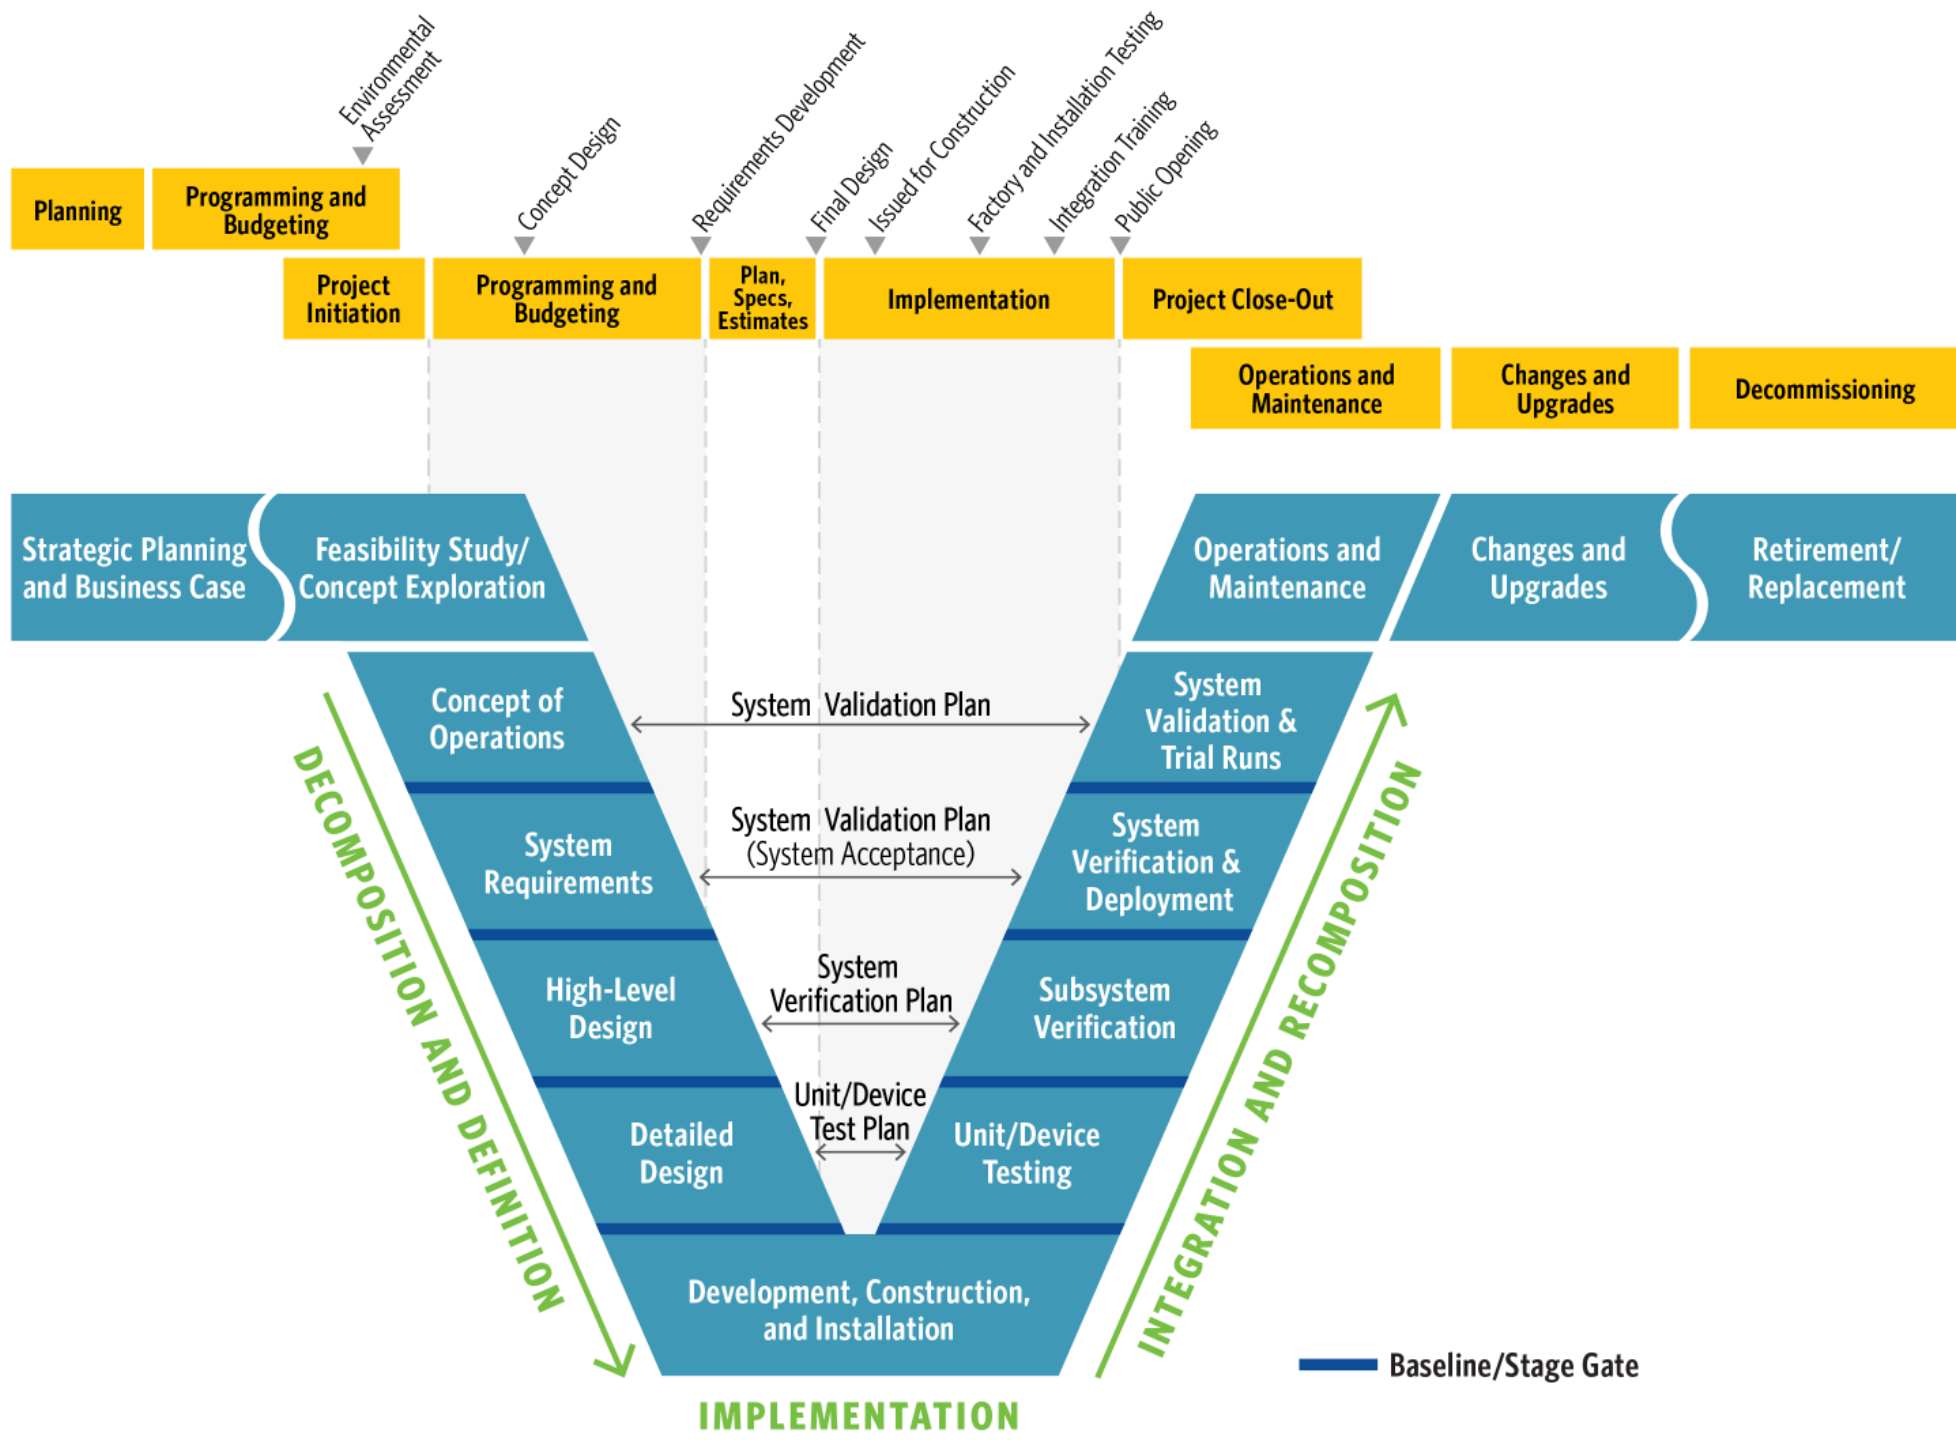 Environmental
Assessment
Concept Design
Requirements Development
Final Design
Issued for Construction
Factory and Installation Testing
Integration Training
Public Opening
Planning
Programming and
Budgeting
Project
Initiation
Programming and
Budgeting
Plan,
Specs,
Estimates
Implementation
Project Close-Out
Operations and
Maintenance
Changes and
Upgrades
Decommissioning
Strategic Planning
and Business Case
Feasibility Study/
Concept Exploration
Operations and
Maintenance
Changes and
Upgrades
Retirement/
Replacement
Concept of
Operations
System Validation Plan
System
Validation &
Trial Runs
System
Requirements
System Validation Plan
(System Acceptance)
System
Verification &
Deployment
High-Level
Design
System
Verification Plan
Subsystem
Verification
Detailed
Design
Unit/Device
Test Plan
Unit/Device
Testing
Development, Construction,
and Installation
DECOMPOSITION AND DEFINITION
IMPLEMENTATION
INTEGRATION AND RECOMPOSITION
Baseline/Stage Gate